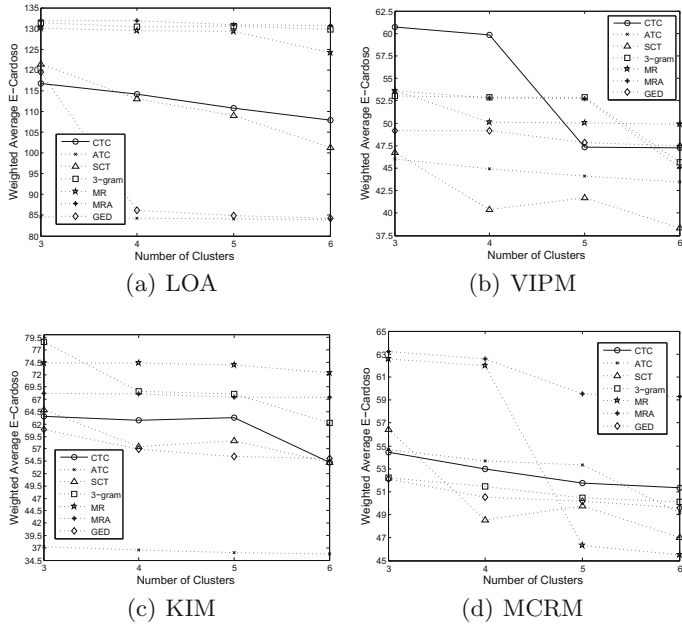 Weighted Average E−Cardoso
135
130
125
120
115
110
105
100
95
90
85
80
3 4 5 6
Number of Clusters
CTC
ATC
SCT
3−gram
MR
MRA
GED
(a) LOA
Weighted Average E−Cardoso
62.5
60
57.5
55
52.5
50
47.5
45
42.5
40
37.5
3 4 5 6
Number of Clusters
CTC
ATC
SCT
3−gram
MR
MRA
GED
(b) VIPM
Weighted Average E−Cardoso
79.5
77
74.5
72
69.5
67
64.5
62
59.5
57
54.5
52
49.5
47
44.5
42
39.5
37
34.5
3 4 5 6
Number of Clusters
CTC
ATC
SCT
3−gram
MR
MRA
GED
(c) KIM
Weighted Average E−Cardoso
65
63
61
59
57
55
53
51
49
47
45
3 4 5 6
Number of Clusters
CTC
ATC
SCT
3−gram
MR
MRA
GED
(d) MCRM